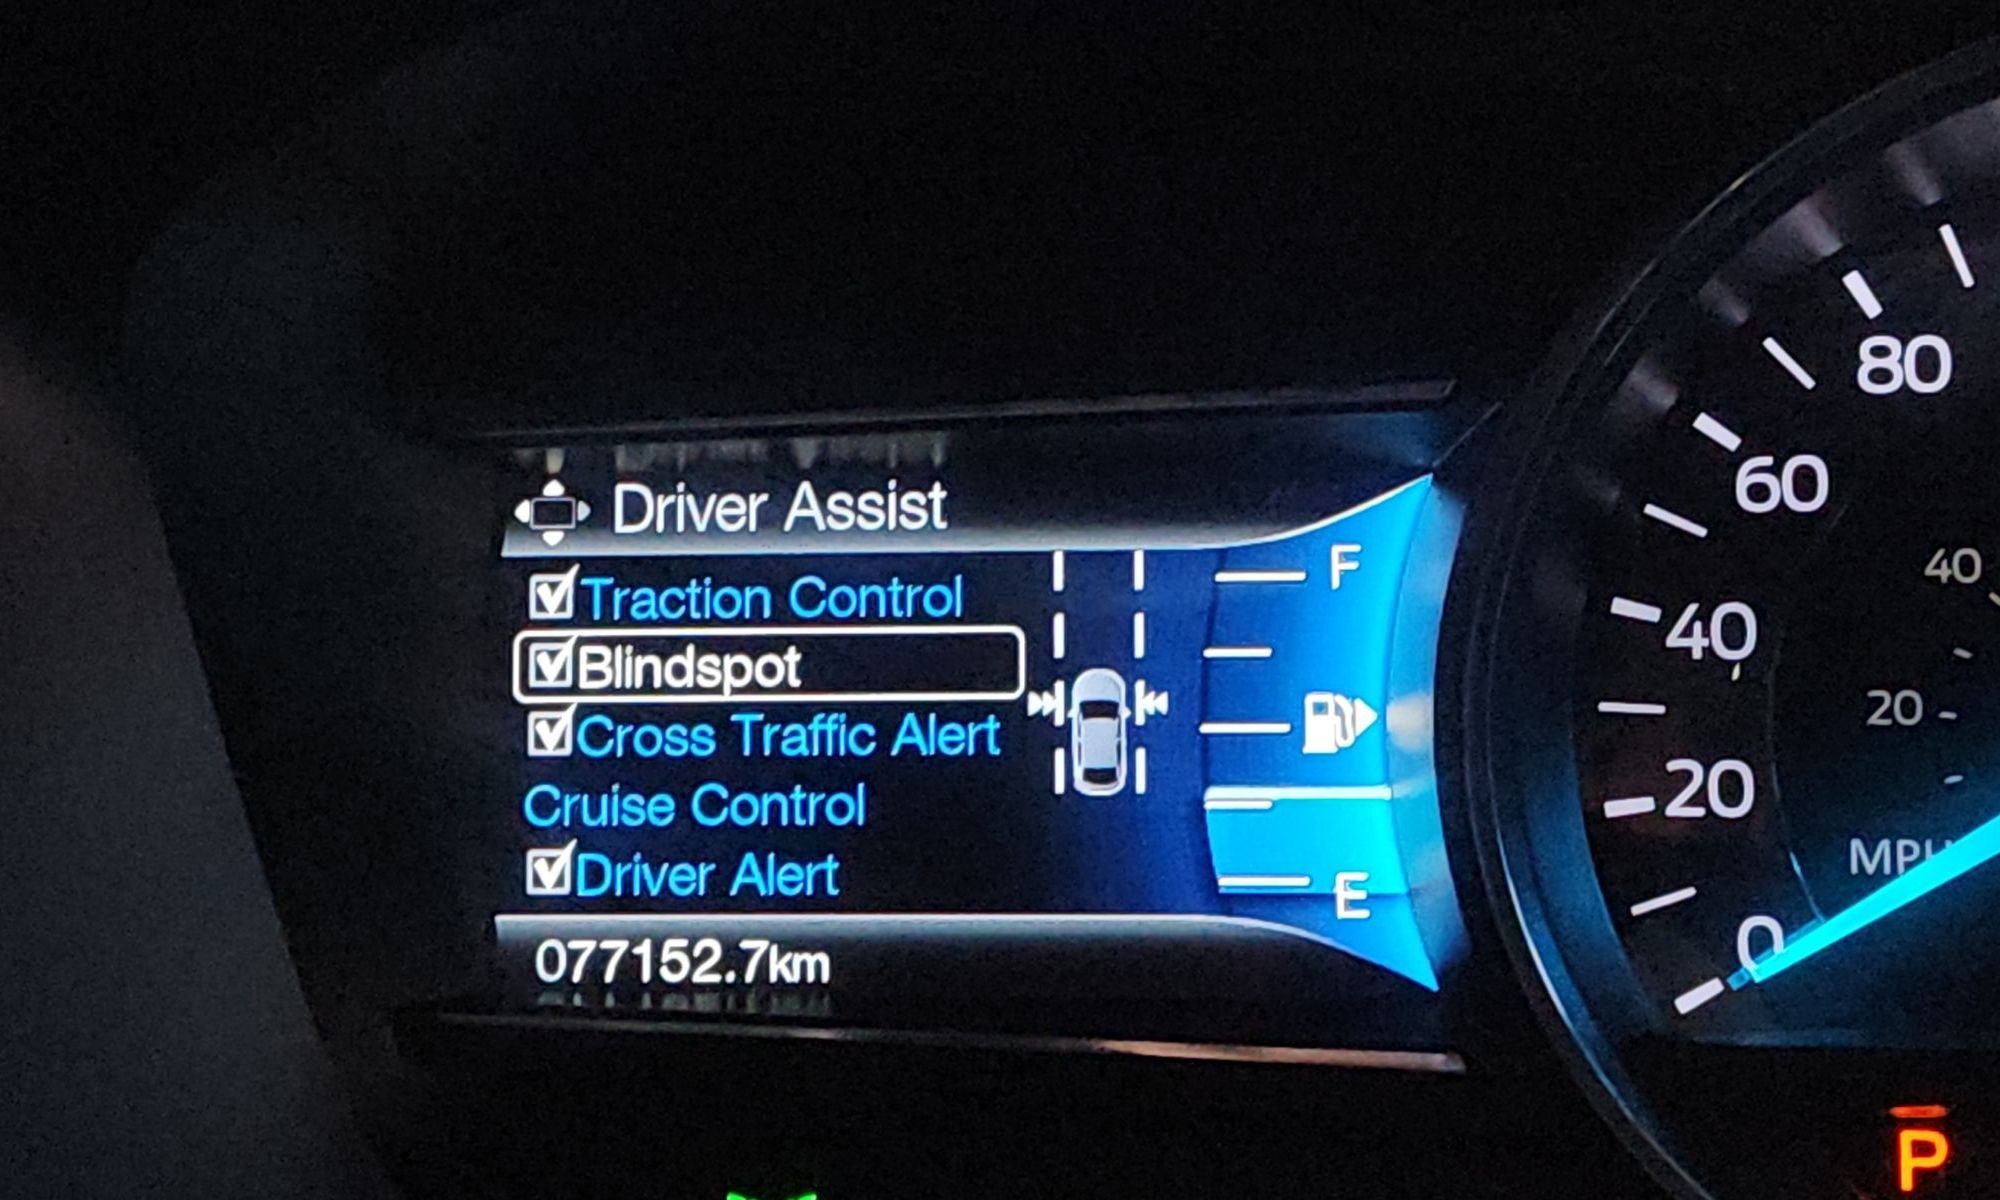 Driver Assist
Traction Control
Blindspot
Cross Traffic Alert
Cruise Control
Driver Alert
077152.7km
F
E
80
60
40
20
0
40
20
MPH
P